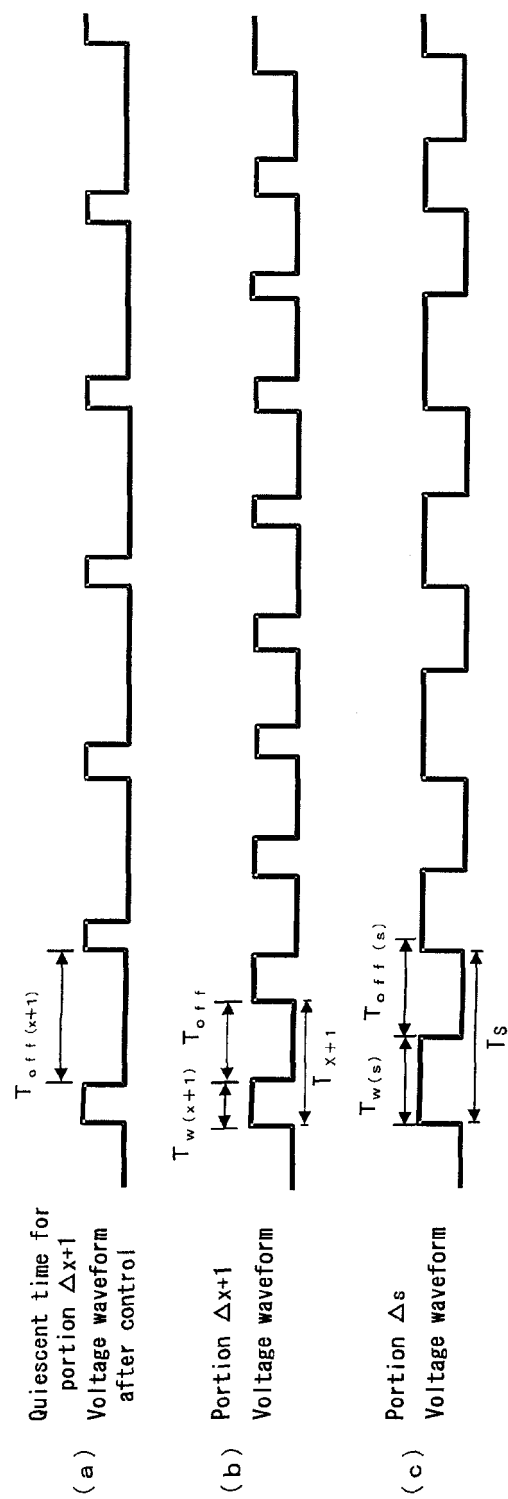 (a) Quiescent time for
portion Δx+1
Voltage waveform
after control
T off(x+1)
(b) Portion Δx+1
Voltage waveform
T w(x+1)
T off
T x+1
(c) Portion Δs
Voltage waveform
T w(s)
T off(s)
T s